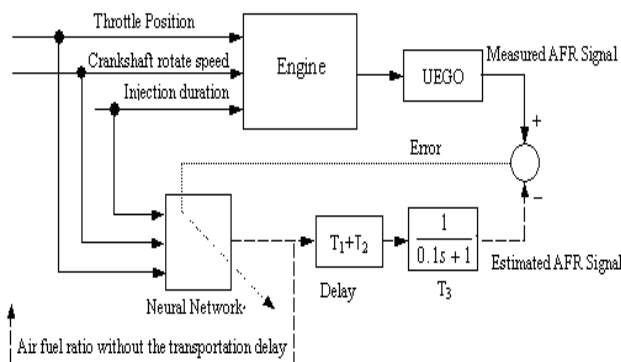 Throttle Position
Crankshaft rotate speed
Injection duration
Engine
UEGO
Measured AFR Signal
+
Error
−
Neural Network
T₁+T₂
Delay
1
0.1s + 1
T₃
Estimated AFR Signal
Air fuel ratio without the transportation delay